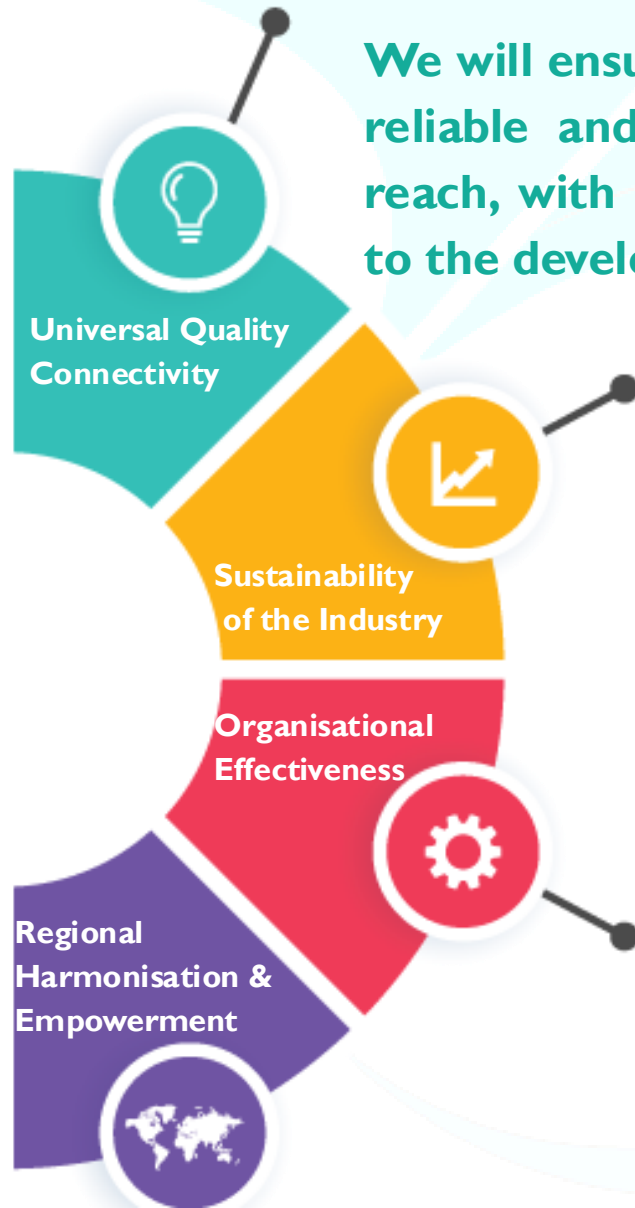 We will ensu
reliable and
reach, with
to the develo
Universal Quality
Connectivity
Sustainability
of the Industry
Organisational
Effectiveness
Regional
Harmonisation &
Empowerment